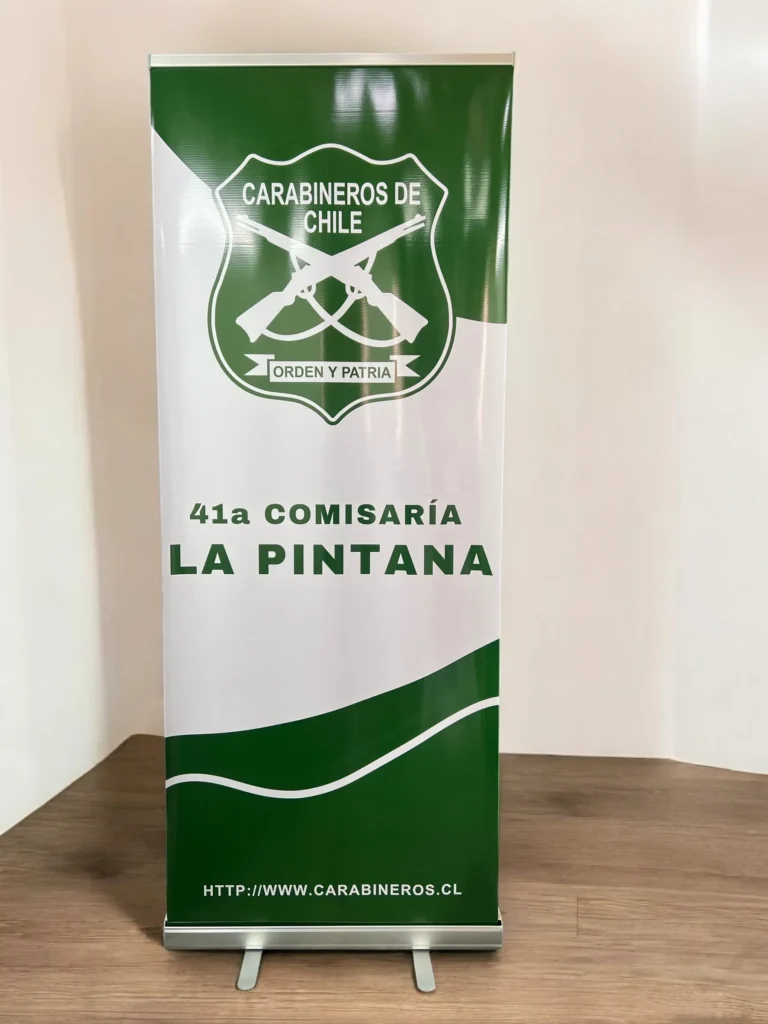 CARABINEROS DE
CHILE
ORDEN Y PATRIA
41a COMISARÍA
LA PINTANA
HTTP://WWW.CARABINEROS.CL